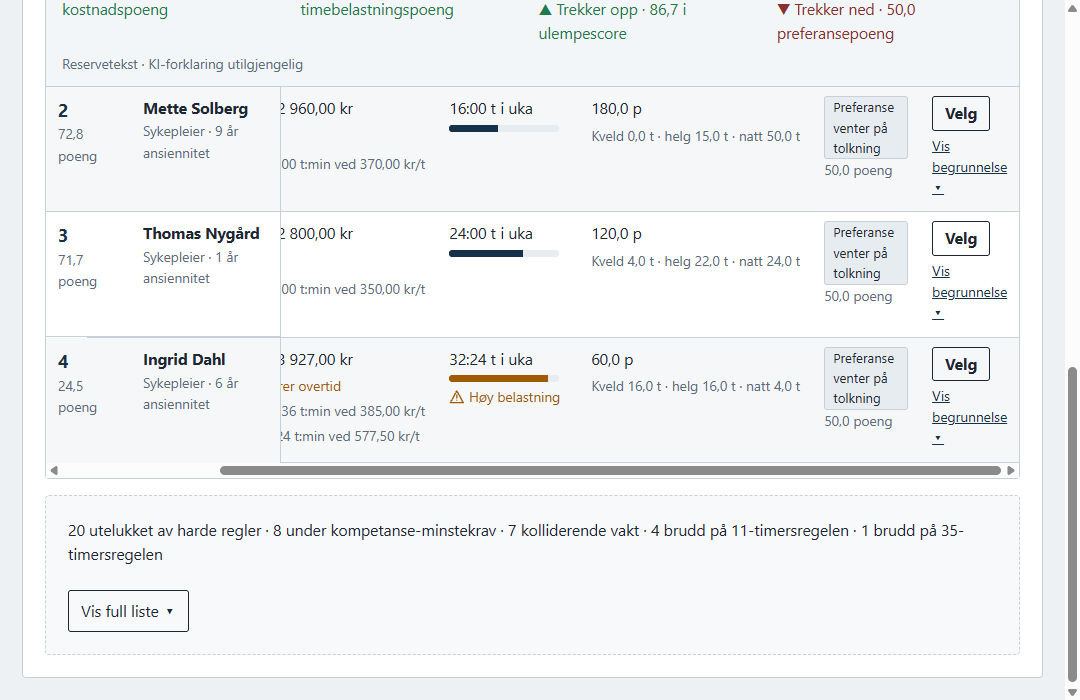 kostnadspoeng
timebelastningspoeng
▲ Trekker opp · 86,7 i
ulempescore
▼ Trekker ned · 50,0
preferansepoeng
Reservetekst · KI-forklaring utilgjengelig
2
72,8
poeng
Mette Solberg
Sykepleier · 9 år
ansiennitet
2 960,00 kr
00 t:min ved 370,00 kr/t
16:00 t i uka
180,0 p
Kveld 0,0 t · helg 15,0 t · natt 50,0 t
Preferanse
venter på
tolkning
50,0 poeng
Velg
Vis
begrunnelse
▾
3
71,7
poeng
Thomas Nygård
Sykepleier · 1 år
ansiennitet
2 800,00 kr
00 t:min ved 350,00 kr/t
24:00 t i uka
120,0 p
Kveld 4,0 t · helg 22,0 t · natt 24,0 t
Preferanse
venter på
tolkning
50,0 poeng
Velg
Vis
begrunnelse
▾
4
24,5
poeng
Ingrid Dahl
Sykepleier · 6 år
ansiennitet
3 927,00 kr
er overtid
36 t:min ved 385,00 kr/t
24 t:min ved 577,50 kr/t
32:24 t i uka
⚠ Høy belastning
60,0 p
Kveld 16,0 t · helg 16,0 t · natt 4,0 t
Preferanse
venter på
tolkning
50,0 poeng
Velg
Vis
begrunnelse
▾
20 utelukket av harde regler · 8 under kompetanse-minstekrav · 7 kolliderende vakt · 4 brudd på 11-timersregelen · 1 brudd på 35-
timersregelen
Vis full liste ▾